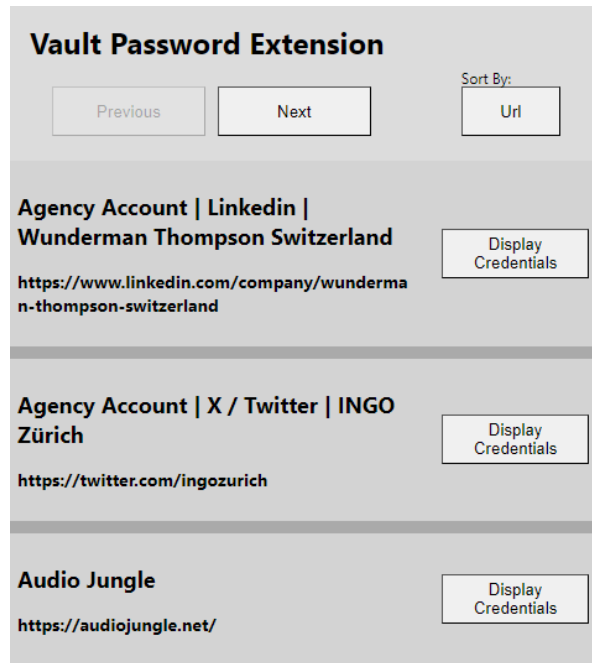 Vault Password Extension
Previous
Next
Sort By:
Url
Agency Account | Linkedin |
Wunderman Thompson Switzerland
https://www.linkedin.com/company/wunderma
n-thompson-switzerland
Display
Credentials
Agency Account | X / Twitter | INGO
Zürich
https://twitter.com/ingozurich
Display
Credentials
Audio Jungle
https://audiojungle.net/
Display
Credentials